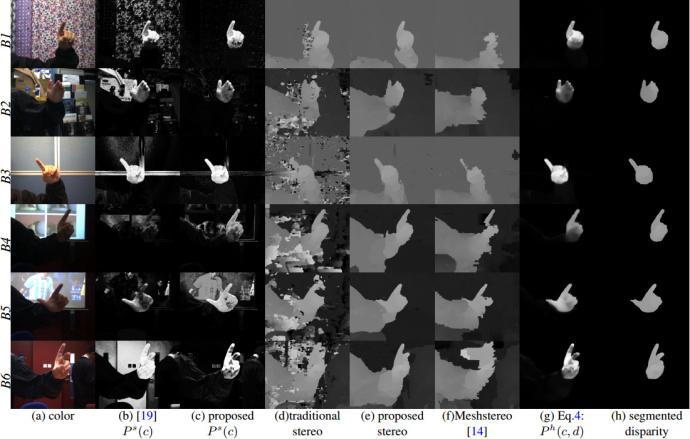 B1
B2
B3
B4
B5
B6
(a) color (b) [19] (c) proposed (d)traditional (e) proposed (f)Meshstereo (g) Eq.4: (h) segmented
P^s(c) P^s(c) stereo stereo [14] P^h(c, d) disparity